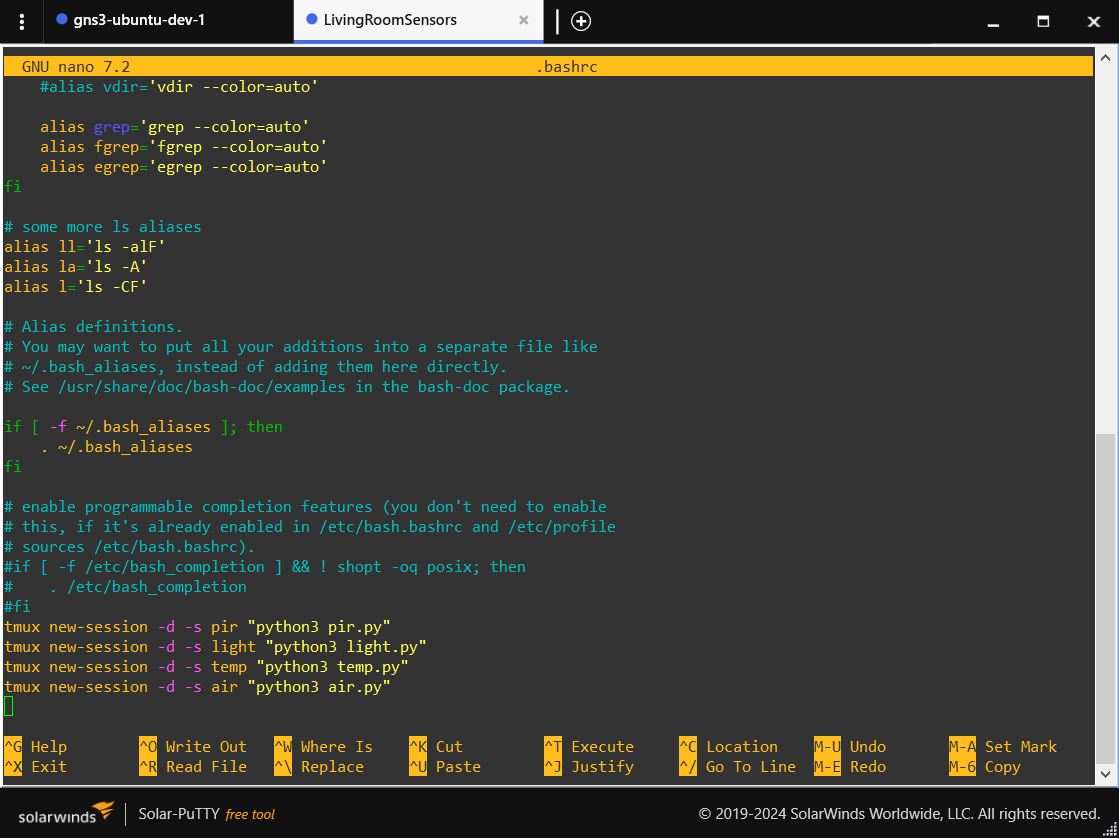 gns3-ubuntu-dev-1
LivingRoomSensors
GNU nano 7.2 .bashrc
#alias vdir='vdir --color=auto'
alias grep='grep --color=auto'
alias fgrep='fgrep --color=auto'
alias egrep='egrep --color=auto'
fi
# some more ls aliases
alias ll='ls -alF'
alias la='ls -A'
alias l='ls -CF'
# Alias definitions.
# You may want to put all your additions into a separate file like
# ~/.bash_aliases, instead of adding them here directly.
# See /usr/share/doc/bash-doc/examples in the bash-doc package.
if [ -f ~/.bash_aliases ]; then
. ~/.bash_aliases
fi
# enable programmable completion features (you don't need to enable
# this, if it's already enabled in /etc/bash.bashrc and /etc/profile
# sources /etc/bash.bashrc).
#if [ -f /etc/bash_completion ] && ! shopt -oq posix; then
#    . /etc/bash_completion
#fi
tmux new-session -d -s pir "python3 pir.py"
tmux new-session -d -s light "python3 light.py"
tmux new-session -d -s temp "python3 temp.py"
tmux new-session -d -s air "python3 air.py"
^G Help ^O Write Out ^W Where Is ^K Cut ^T Execute ^C Location M-U Undo M-A Set Mark
^X Exit ^R Read File ^\ Replace ^U Paste ^J Justify ^/ Go To Line M-E Redo M-6 Copy
solarwinds Solar-PuTTY free tool © 2019-2024 SolarWinds Worldwide, LLC. All rights reserved.